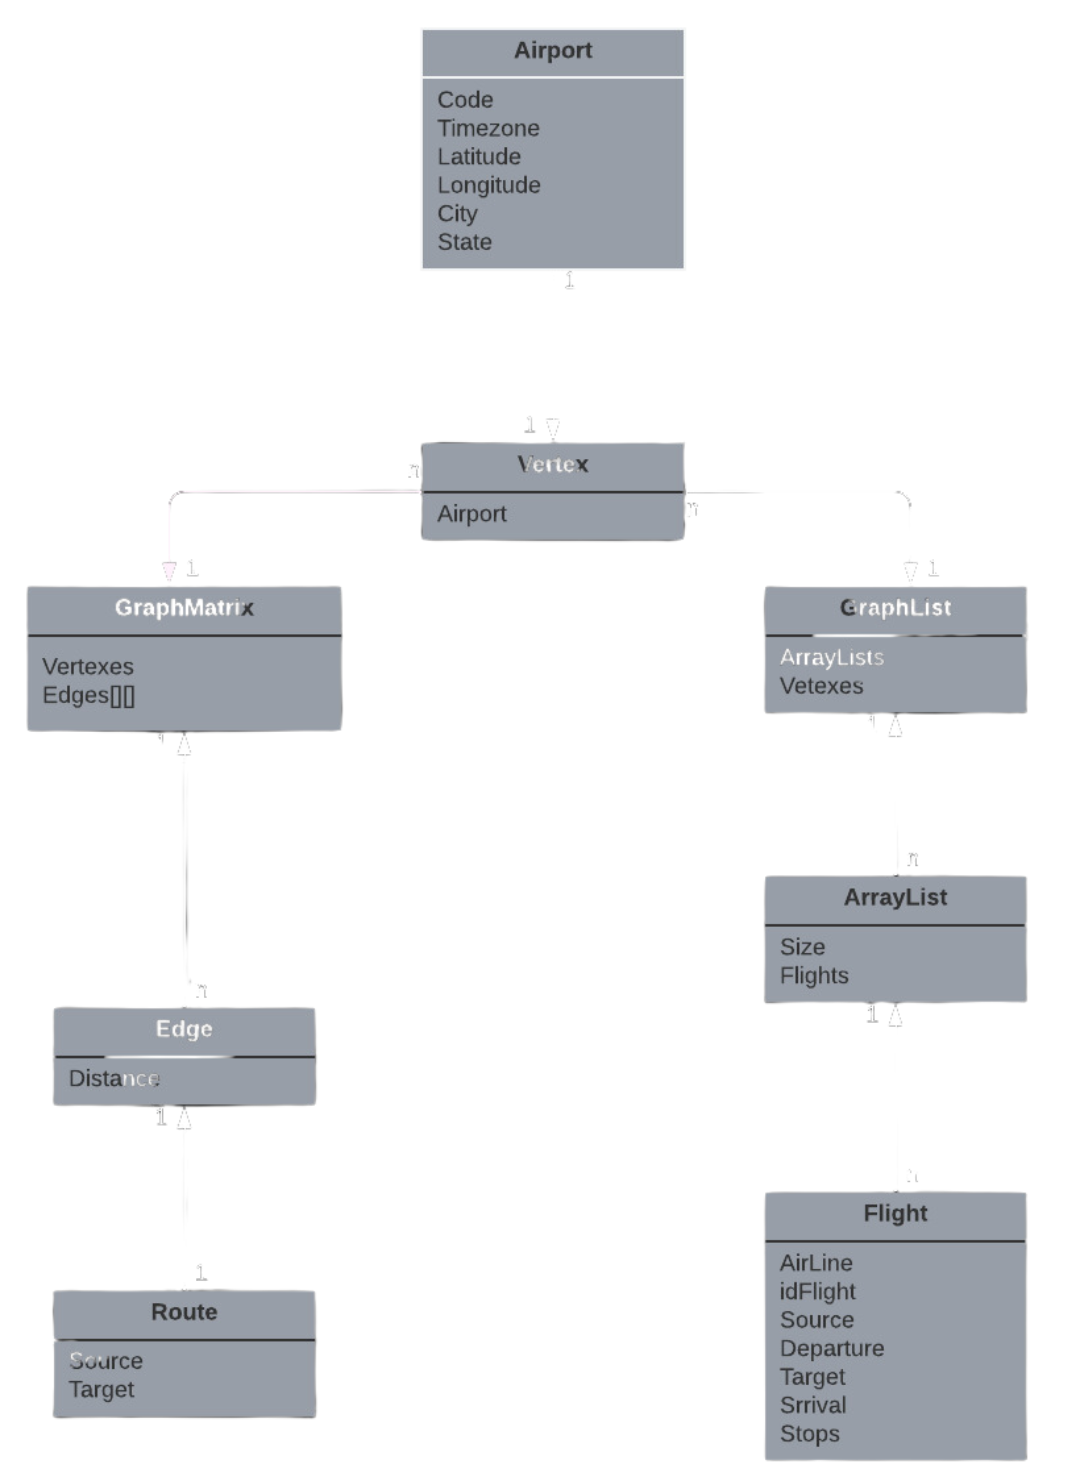 Airport
Code
Timezone
Latitude
Longitude
City
State
1
1
Vertex
n
Airport
n
1
GraphMatrix
Vertexes
Edges[][]
1
GraphList
ArrayLists
Vetexes
n
ArrayList
Size
Flights
1
n
Edge
Distance
1
1
Route
Source
Target
Flight
AirLine
idFlight
Source
Departure
Target
Srrival
Stops